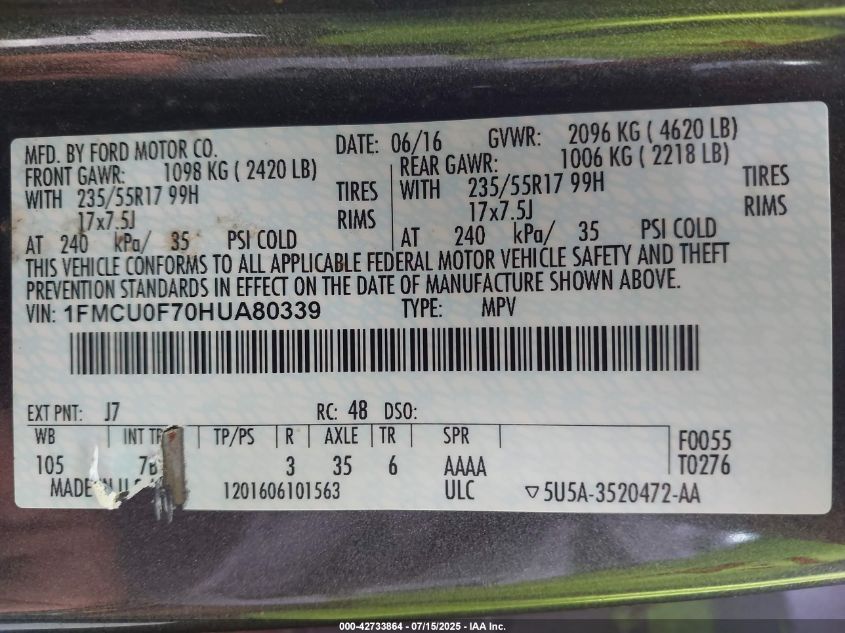 MFD. BY FORD MOTOR CO. DATE: 06/16 GVWR: 2096 KG ( 4620 LB)
FRONT GAWR: 1098 KG ( 2420 LB) REAR GAWR: 1006 KG ( 2218 LB)
WITH 235/55R17 99H TIRES WITH 235/55R17 99H TIRES
17x7.5J RIMS 17x7.5J RIMS
AT 240 kPa/ 35 PSI COLD AT 240 kPa/ 35 PSI COLD
THIS VEHICLE CONFORMS TO ALL APPLICABLE FEDERAL MOTOR VEHICLE SAFETY AND THEFT
PREVENTION STANDARDS IN EFFECT ON THE DATE OF MANUFACTURE SHOWN ABOVE.
VIN: 1FMCU0F70HUA80339 TYPE: MPV
EXT PNT: J7 RC: 48 DSO:
WB INT TR TP/PS R AXLE TR SPR F0055
105 7B 3 35 6 AAAA T0276
MADE IN U.S 1201606101563 ULC ▽5U5A-3520472-AA
000-42733864 - 07/15/2025 - IAA Inc.